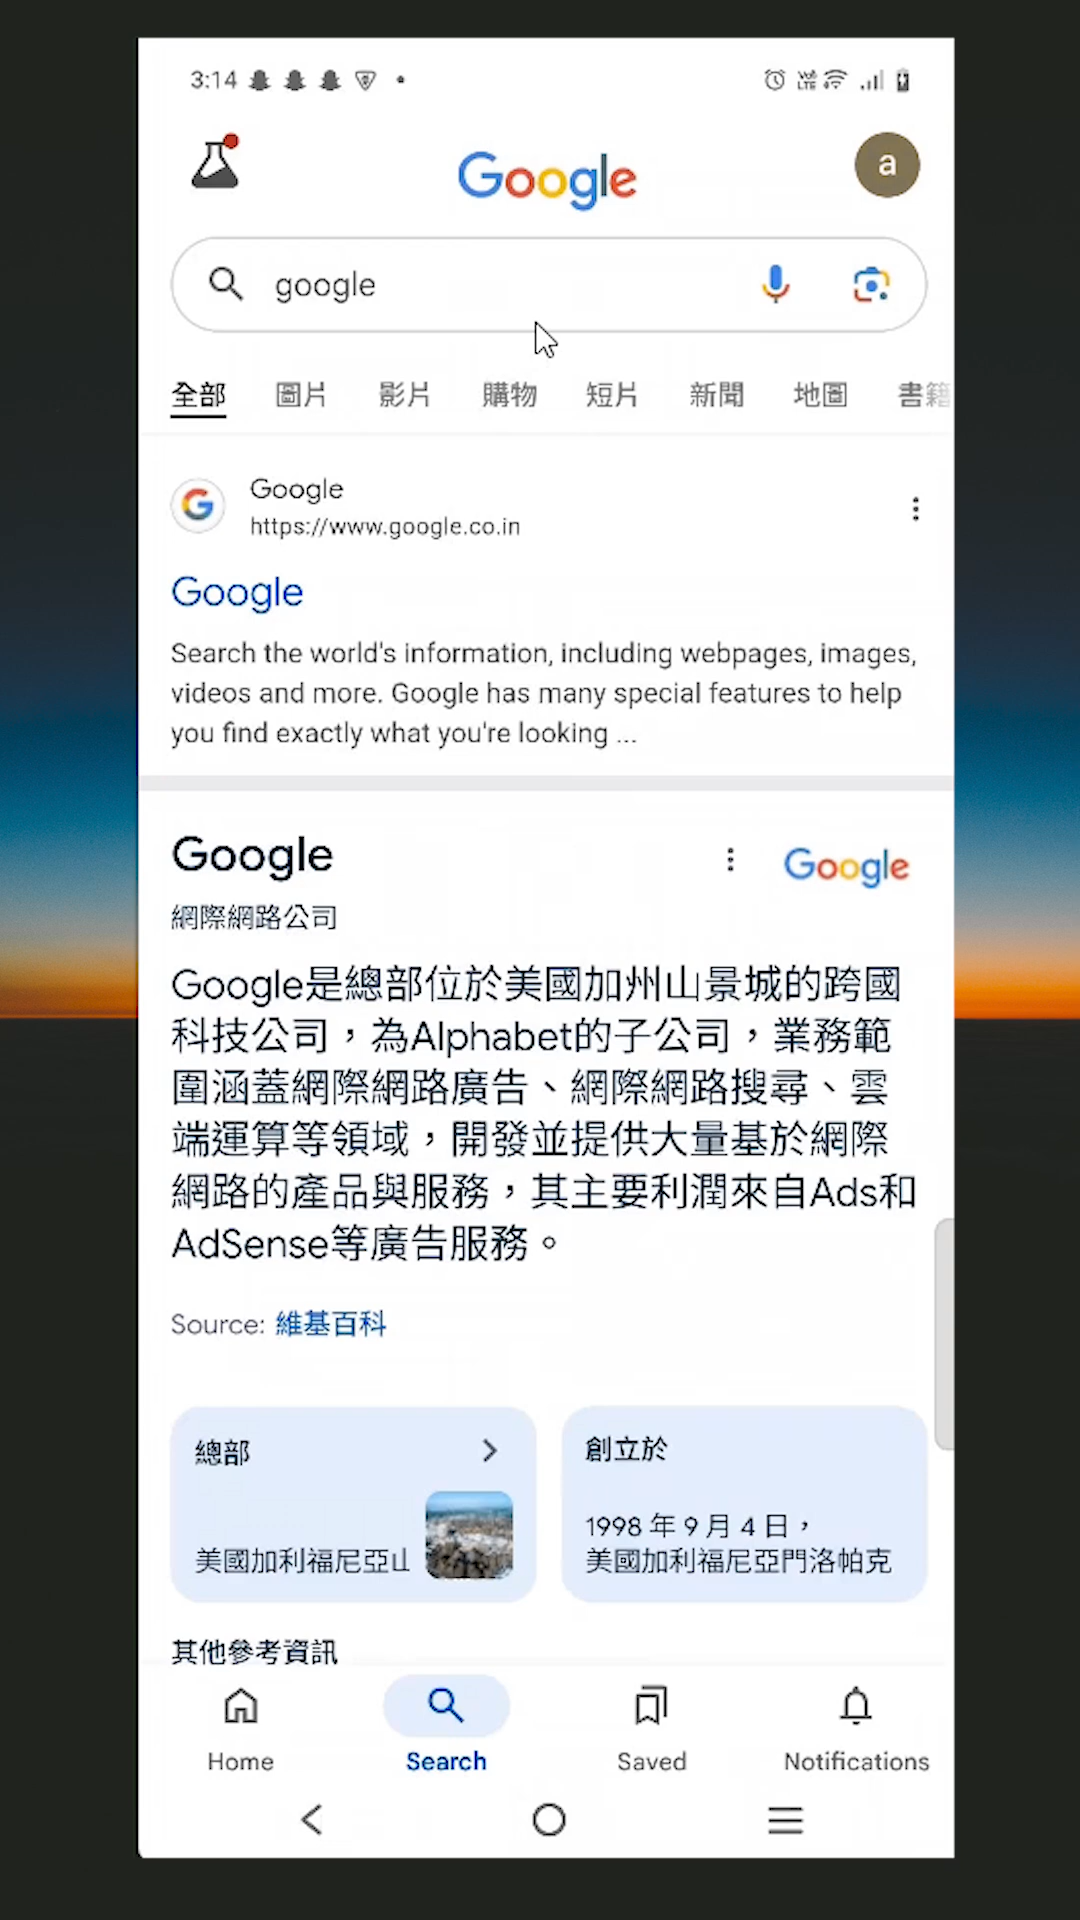 3:14
Google
a
google
全部 圖片 影片 購物 短片 新聞 地圖 書籍
Google
https://www.google.co.in
Google
Search the world's information, including webpages, images,
videos and more. Google has many special features to help
you find exactly what you're looking ...
Google
Google
網際網路公司
Google是總部位於美國加州山景城的跨國
科技公司，為Alphabet的子公司，業務範
圍涵蓋網際網路廣告、網際網路搜尋、雲
端運算等領域，開發並提供大量基於網際
網路的產品與服務，其主要利潤來自Ads和
AdSense等廣告服務。
Source: 維基百科
總部
美國加利福尼亞山
創立於
1998 年 9 月 4 日，
美國加利福尼亞門洛帕克
其他參考資訊
Home Search Saved Notifications